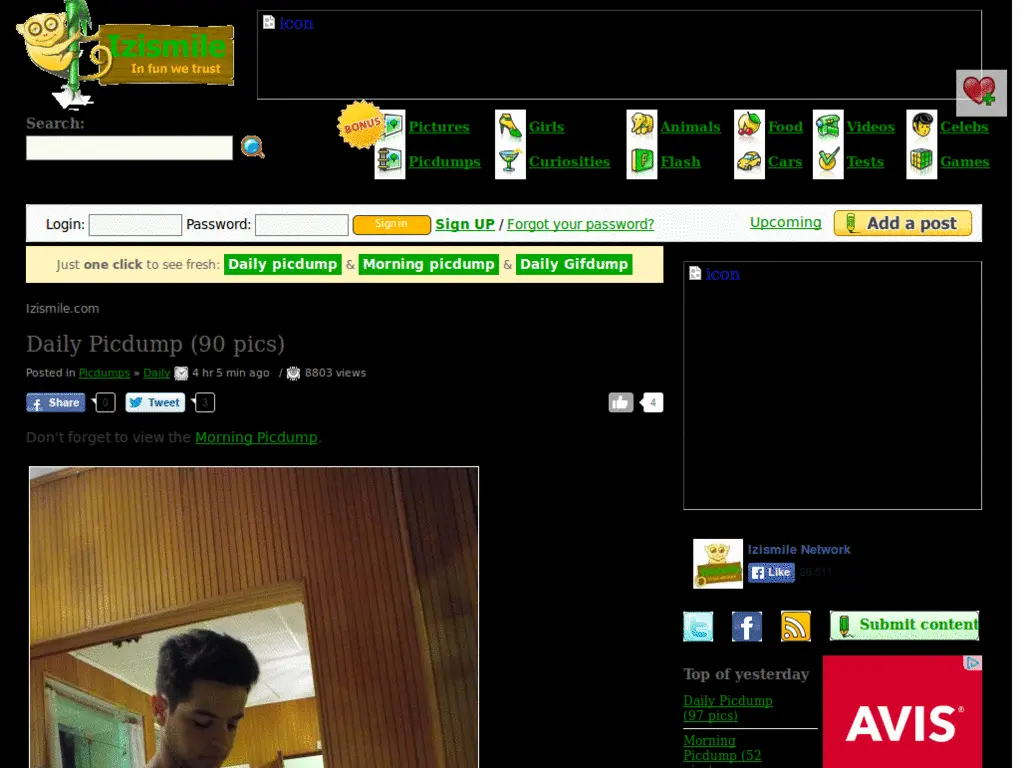 Izismile
In fun we trust
icon
Search:
BONUS
Pictures
Girls
Animals
Food
Videos
Celebs
Picdumps
Curiosities
Flash
Cars
Tests
Games
Login: Password: Sign in Sign UP / Forgot your password? Upcoming Add a post
Just one click to see fresh: Daily picdump & Morning picdump & Daily Gifdump
icon
Izismile.com
Daily Picdump (90 pics)
Posted in Picdumps » Daily 4 hr 5 min ago / 8803 views
Share 0 Tweet 3 4
Don't forget to view the Morning Picdump.
Izismile Network
Like
Submit content
Top of yesterday
Daily Picdump
(97 pics)
Morning
Picdump (52
AVIS®